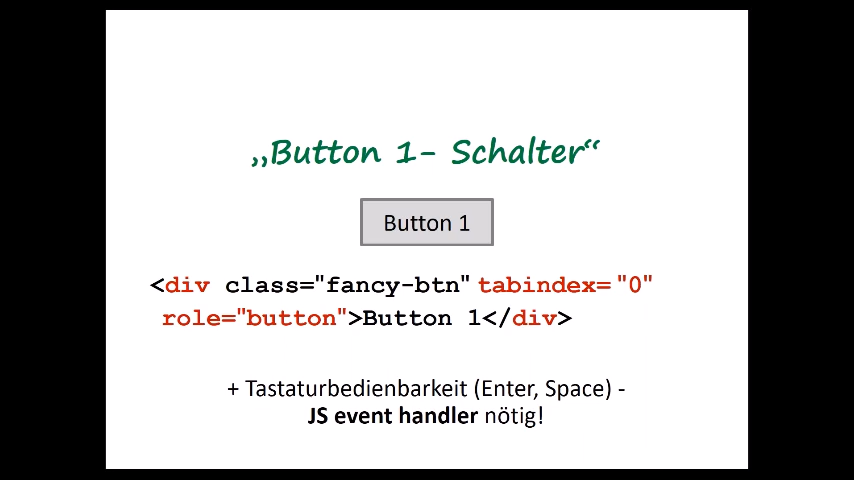 „Button 1- Schalter“
Button 1
<div class="fancy-btn" tabindex= "0"
role="button">Button 1</div>
+ Tastaturbedienbarkeit (Enter, Space) -
JS event handler nötig!